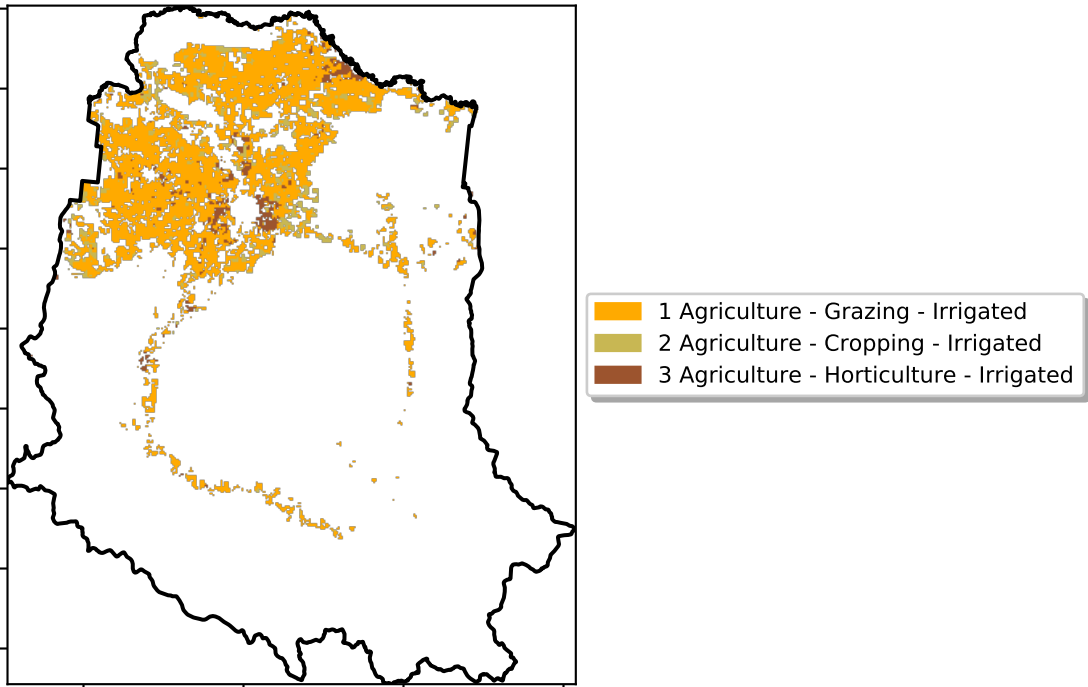 1 Agriculture - Grazing - Irrigated
2 Agriculture - Cropping - Irrigated
3 Agriculture - Horticulture - Irrigated